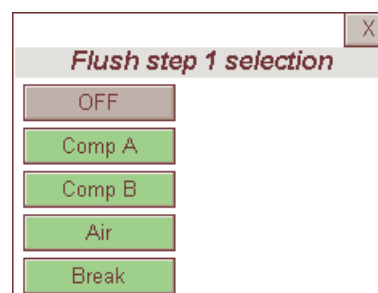 X
Flush step 1 selection
OFF
Comp A
Comp B
Air
Break